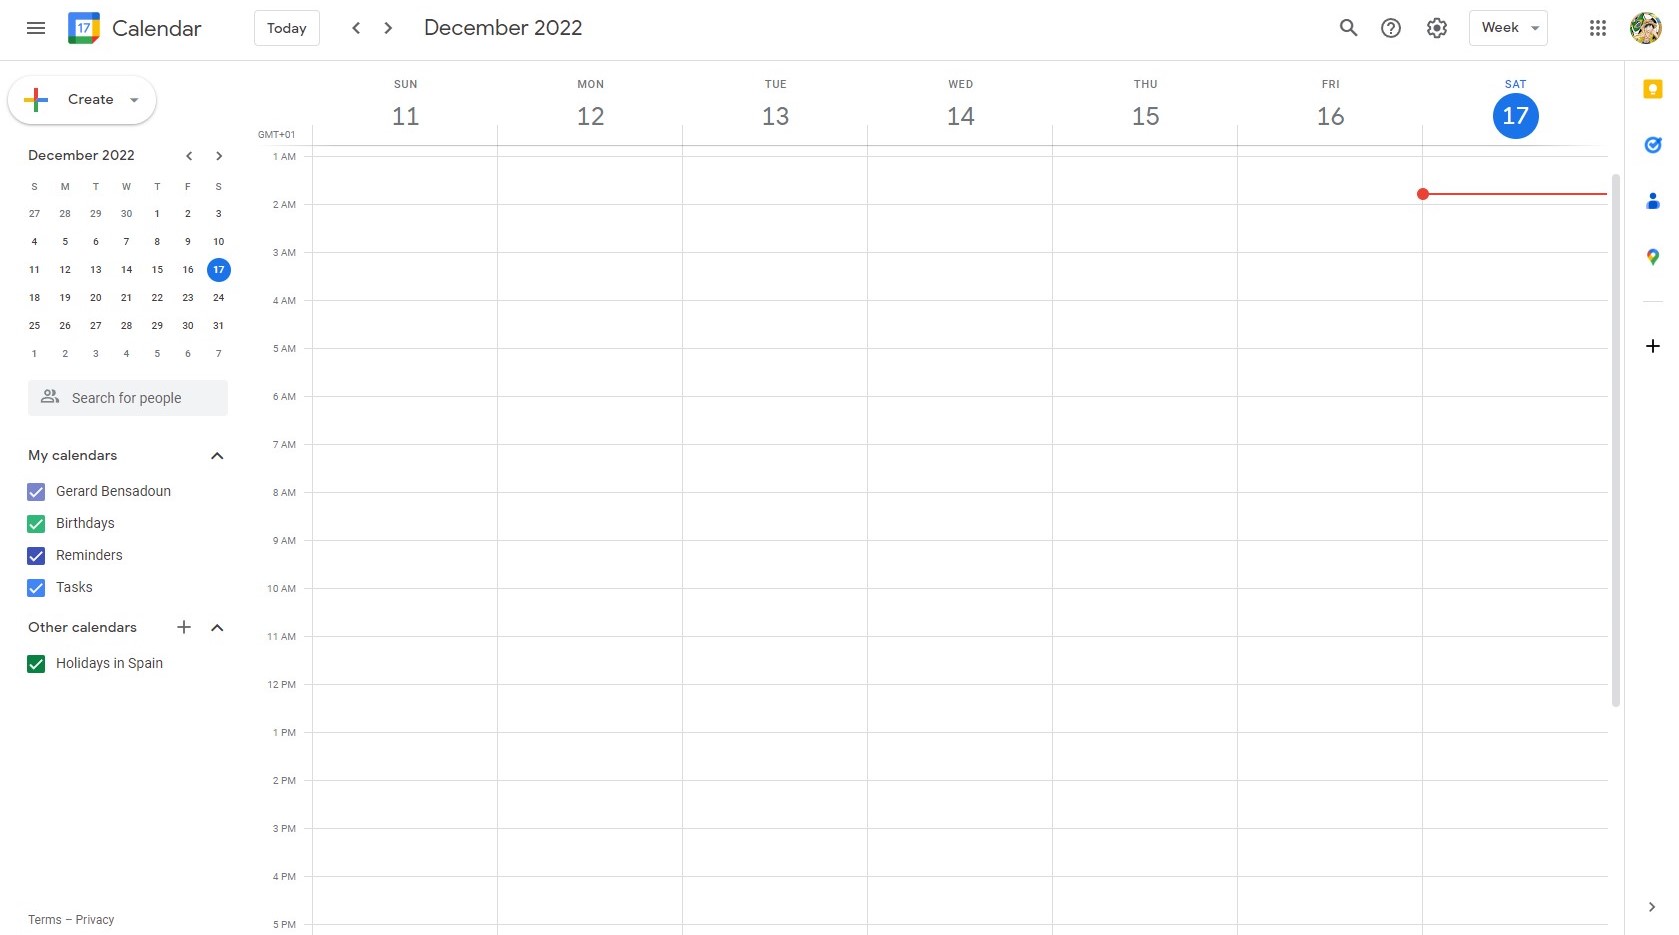 17 Calendar Today December 2022 Week
Create
December 2022
S M T W T F S
27 28 29 30 1 2 3
4 5 6 7 8 9 10
11 12 13 14 15 16 17
18 19 20 21 22 23 24
25 26 27 28 29 30 31
1 2 3 4 5 6 7
Search for people
My calendars
Gerard Bensadoun
Birthdays
Reminders
Tasks
Other calendars
Holidays in Spain
Terms – Privacy
SUN MON TUE WED THU FRI SAT
11 12 13 14 15 16 17
GMT+01
1 AM
2 AM
3 AM
4 AM
5 AM
6 AM
7 AM
8 AM
9 AM
10 AM
11 AM
12 PM
1 PM
2 PM
3 PM
4 PM
5 PM